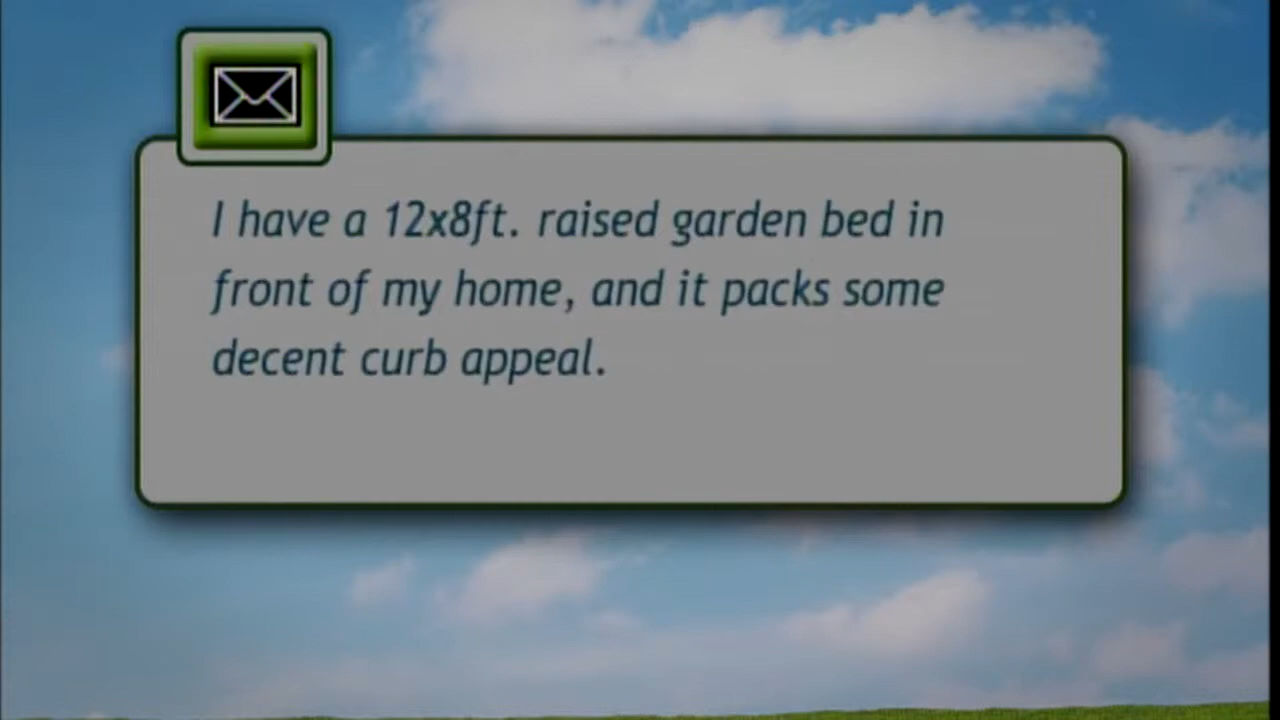 I have a 12x8ft. raised garden bed in
front of my home, and it packs some
decent curb appeal.